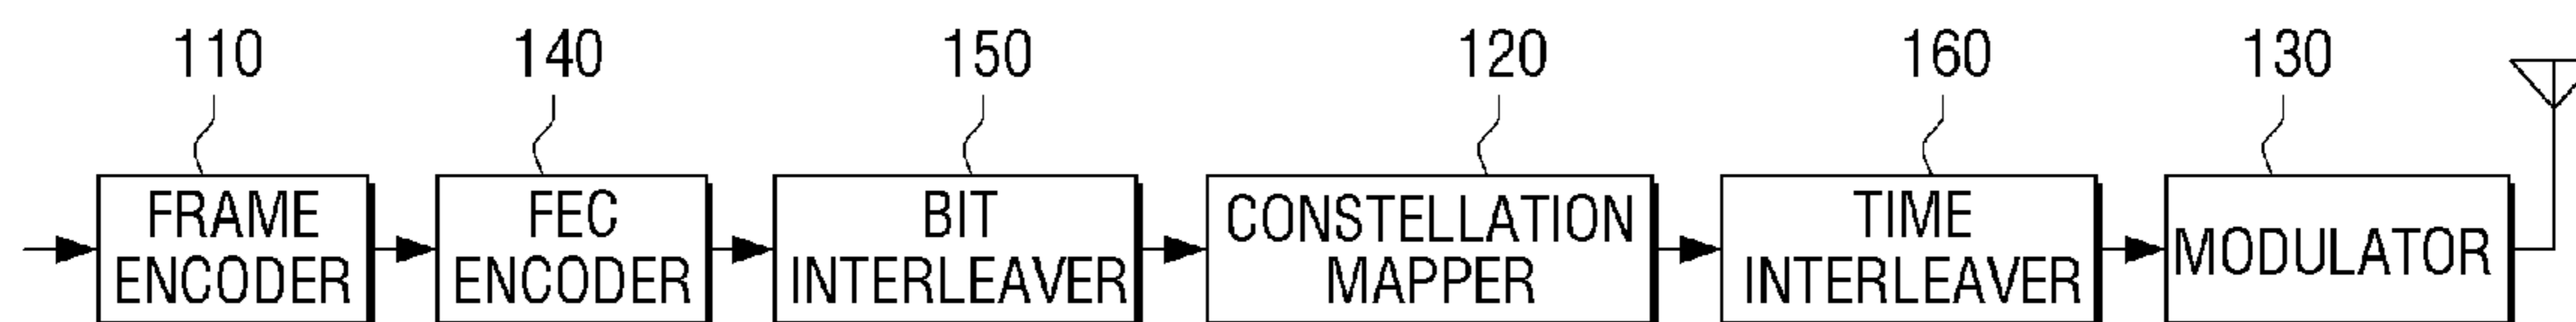 110
140
150
120
160
130
FRAME
ENCODER
FEC
ENCODER
BIT
INTERLEAVER
CONSTELLATION
MAPPER
TIME
INTERLEAVER
MODULATOR